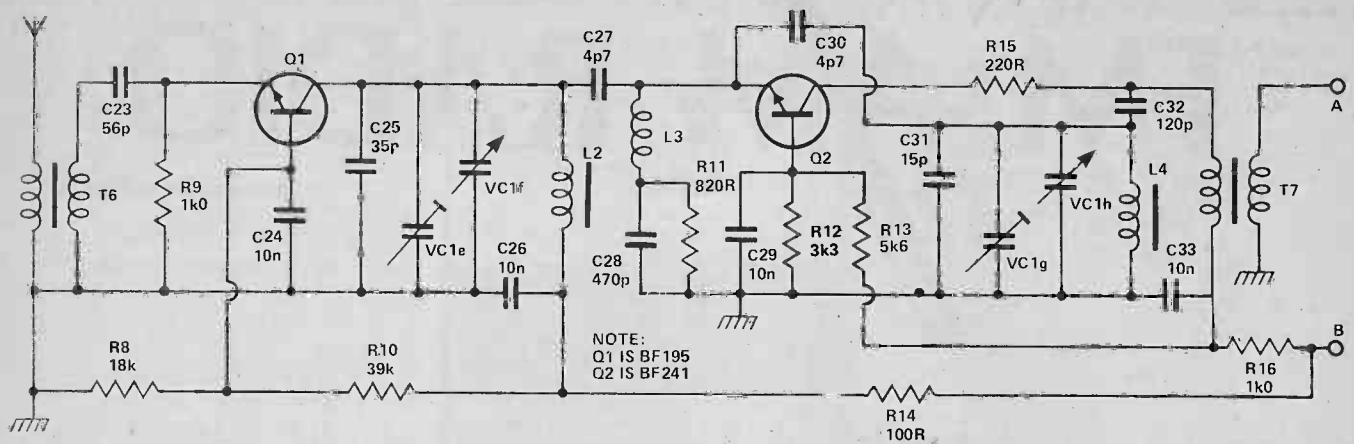 C23
56p
T6
R9
1k0
Q1
C24
10n
C25
35p
VC1f
VC1e
C26
10n
L2
C27
4p7
L3
R11
820R
C28
470p
C30
4p7
Q2
C29
10n
R12
3k3
R13
5k6
R15
220R
C31
15p
VC1h
VC1g
C32
120p
L4
C33
10n
T7
A
B
R8
18k
R10
39k
NOTE:
Q1 IS BF195
Q2 IS BF241
R14
100R
R16
1k0